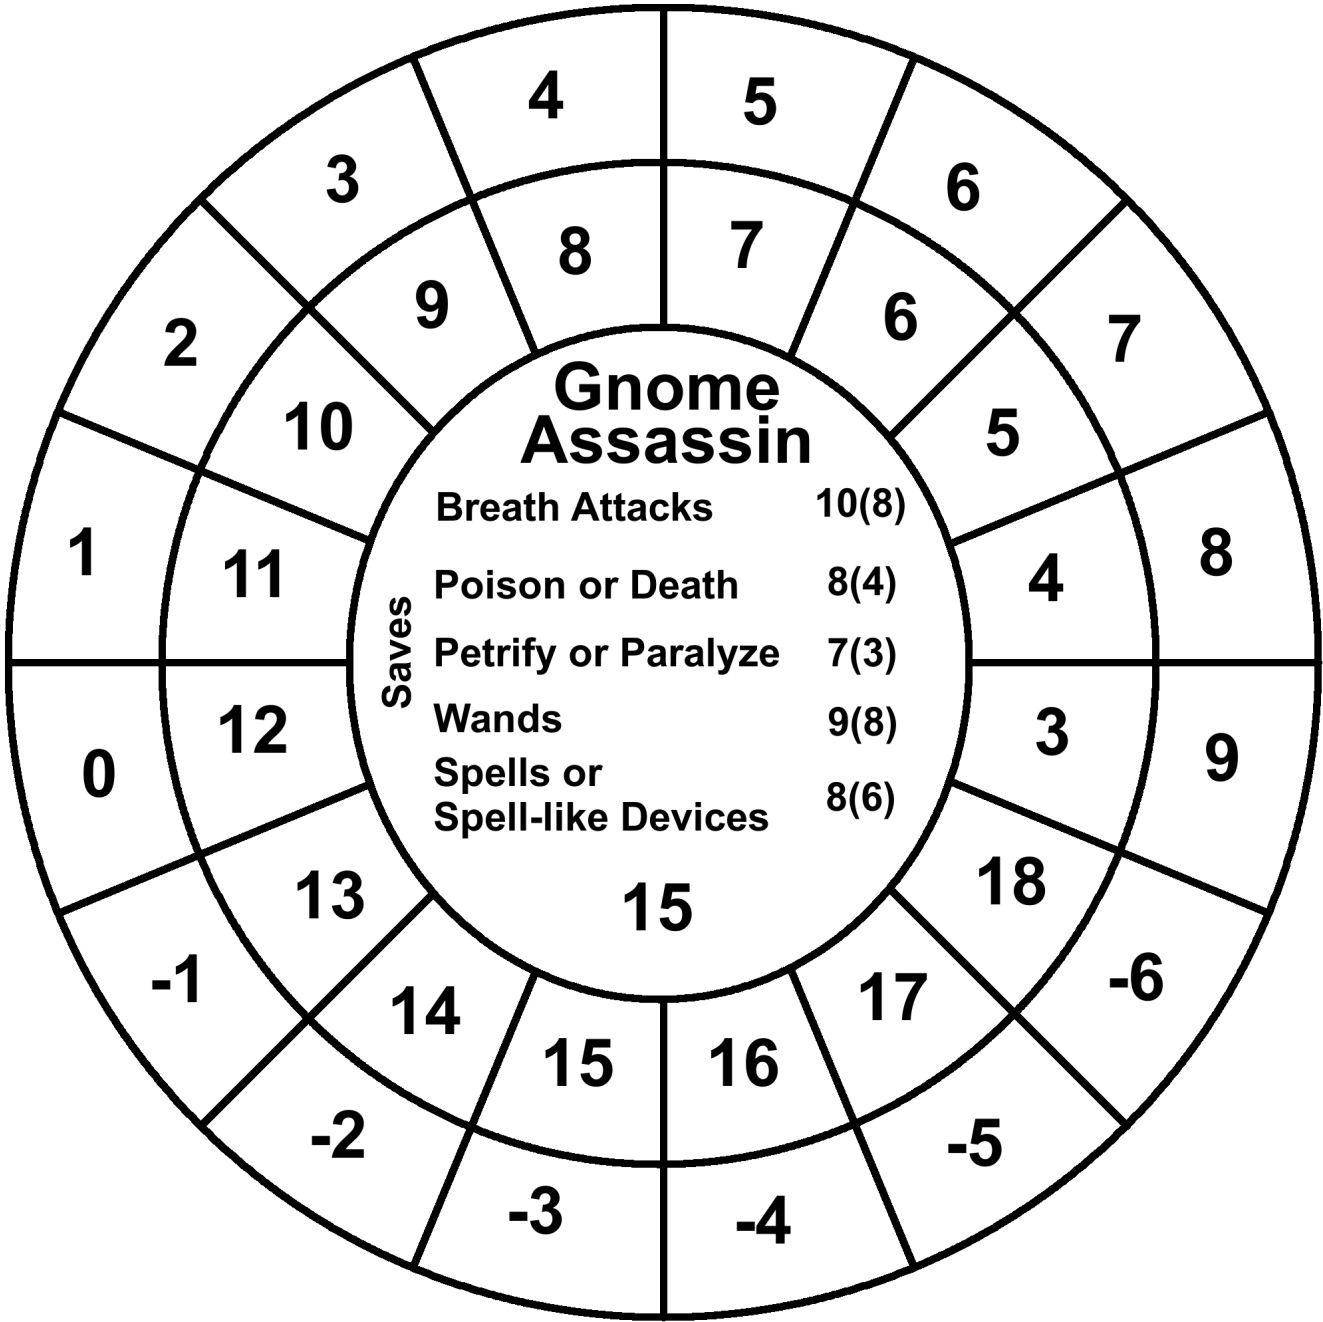 4 5
3 6
8 7
2 9 6 7
10 5
Gnome
Assassin
Breath Attacks 10(8)
1 11 4 8
Poison or Death 8(4)
Saves
Petrify or Paralyze 7(3)
Wands 9(8)
0 12 3 9
Spells or
Spell-like Devices 8(6)
13 18
15
-1 14 17 -6
15 16
-2 -5
-3 -4